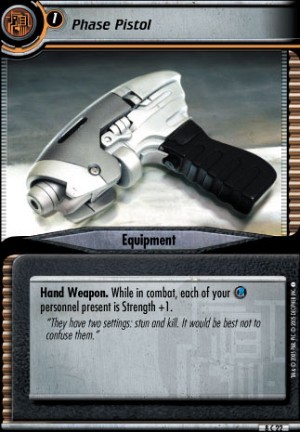 1 Phase Pistol
Equipment
Hand Weapon. While in combat, each of your
personnel present is Strength +1.
"They have two settings: stun and kill. It would be best not to
confuse them."